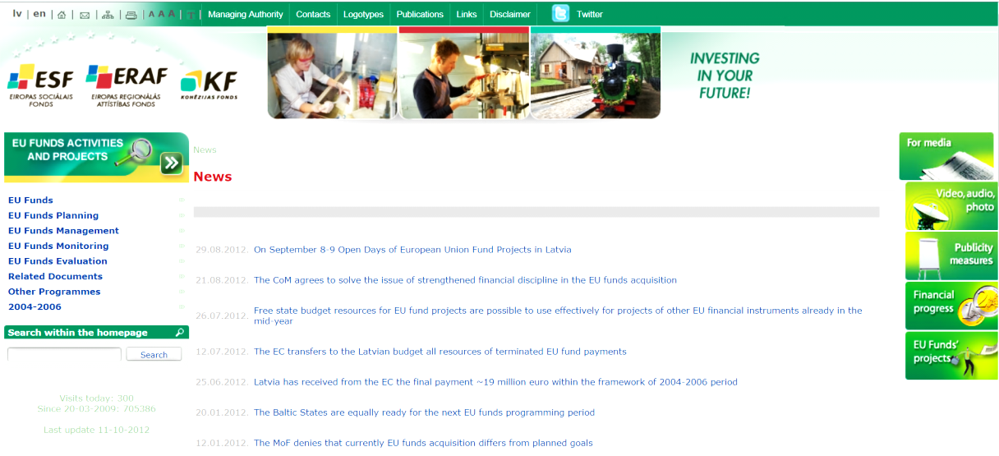 lv | en | | | | | A A A | T |
Managing Authority Contacts Logotypes Publications Links Disclaimer Twitter
ESF
EIROPAS SOCIĀLAIS
FONDS
ERAF
EIROPAS REĢIONĀLĀS
ATTĪSTĪBAS FONDS
KF
KOHĒZIJAS FONDS
INVESTING
IN YOUR
FUTURE!
EU FUNDS ACTIVITIES
AND PROJECTS
EU Funds
EU Funds Planning
EU Funds Management
EU Funds Monitoring
EU Funds Evaluation
Related Documents
Other Programmes
2004-2006
Search within the homepage
Search
Visits today: 300
Since 20-03-2009: 705386
Last update 11-10-2012
News
News
29.08.2012. On September 8-9 Open Days of European Union Fund Projects in Latvia
21.08.2012. The CoM agrees to solve the issue of strengthened financial discipline in the EU funds acquisition
26.07.2012. Free state budget resources for EU fund projects are possible to use effectively for projects of other EU financial instruments already in the
mid-year
12.07.2012. The EC transfers to the Latvian budget all resources of terminated EU fund payments
25.06.2012. Latvia has received from the EC the final payment ~19 million euro within the framework of 2004-2006 period
20.01.2012. The Baltic States are equally ready for the next EU funds programming period
12.01.2012. The MoF denies that currently EU funds acquisition differs from planned goals
For media
Video, audio,
photo
Publicity
measures
Financial
progress
EU Funds'
projects